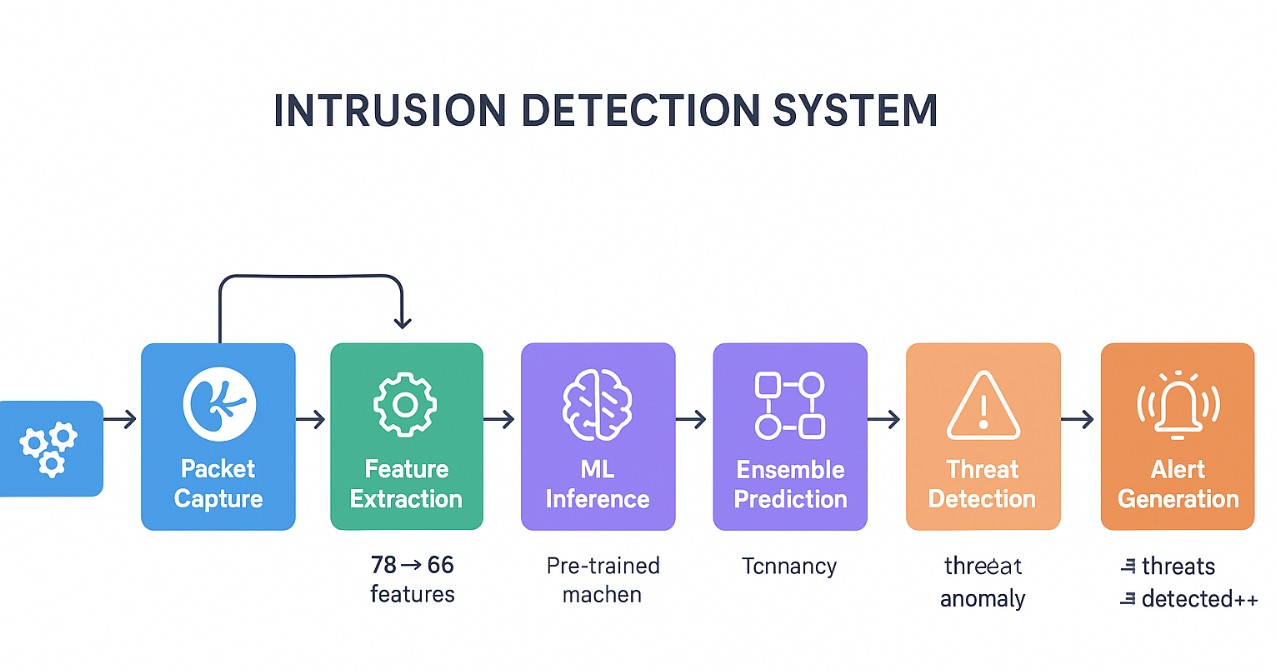 INTRUSION DETECTION SYSTEM
Packet
Capture
Feature
Extraction
ML
Inference
Ensemble
Prediction
Threat
Detection
Alert
Generation
78 → 66
features
Pre-trained
machen
Tcnnancy
threéat
anomaly
threats
detected++